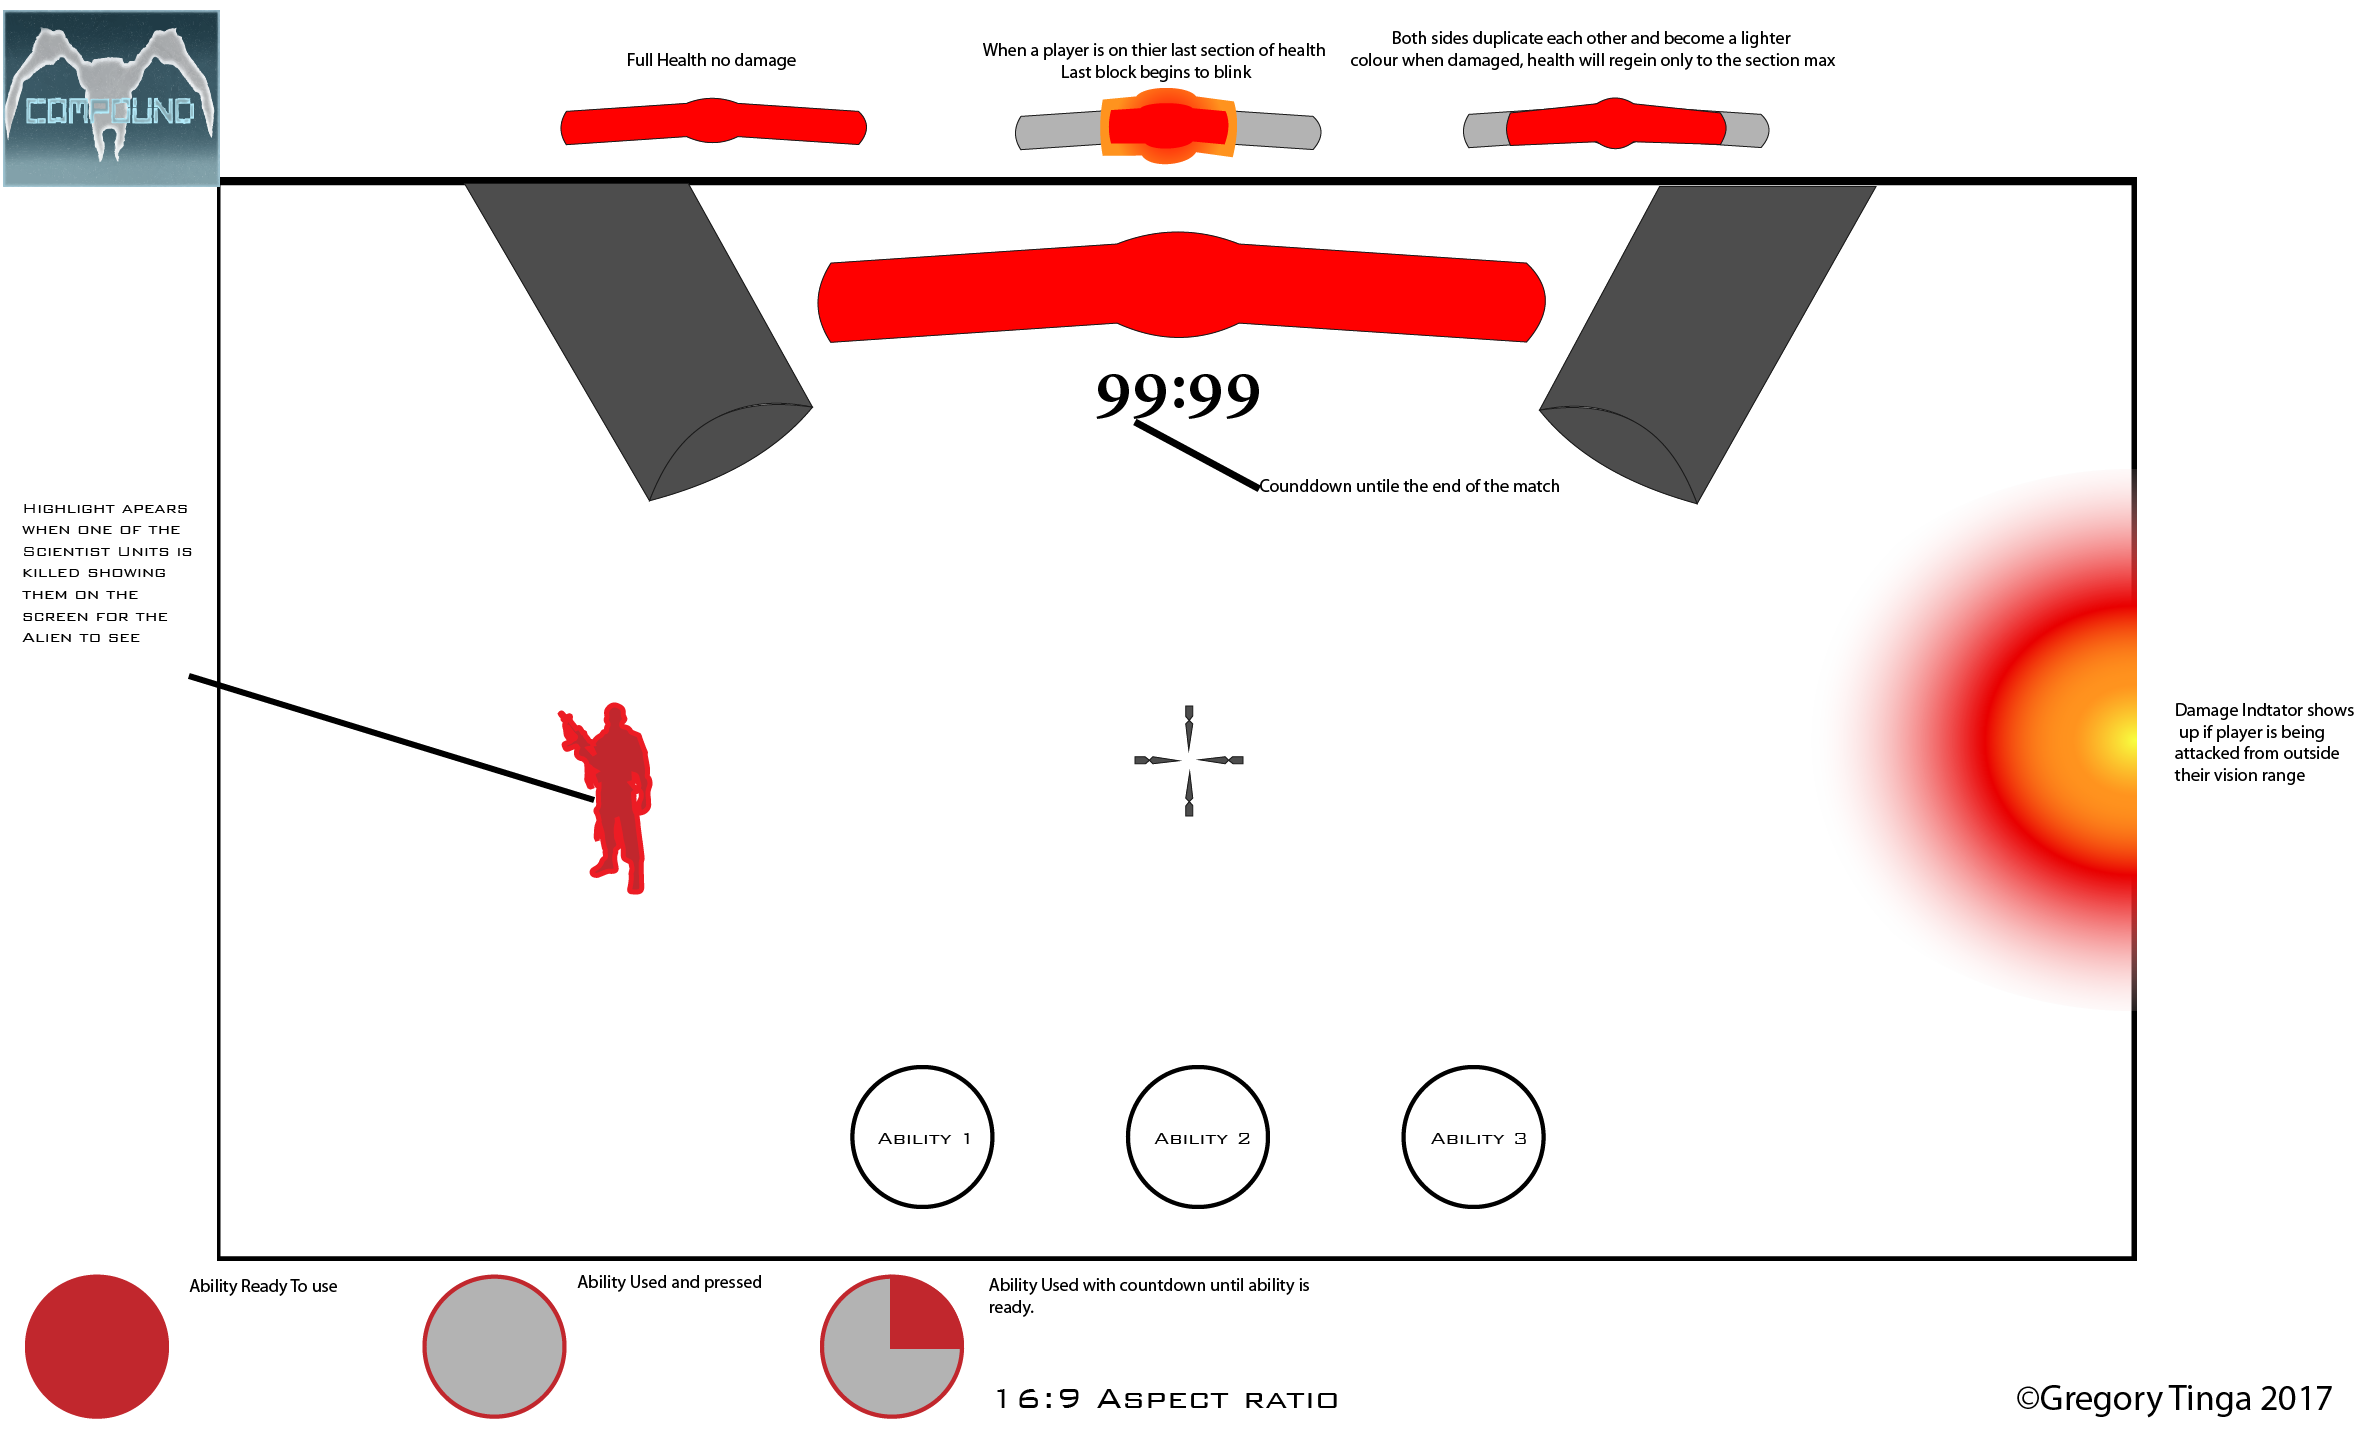 COMPOUND
Full Health no damage
When a player is on thier last section of health
Last block begins to blink
Both sides duplicate each other and become a lighter
colour when damaged, health will regein only to the section max
99:99
Counddown untile the end of the match
Highlight apears
when one of the
Scientist Units is
killed showing
them on the
screen for the
Alien to see
Damage Indtator shows
up if player is being
attacked from outside
their vision range
Ability 1
Ability 2
Ability 3
Ability Ready To use
Ability Used and pressed
Ability Used with countdown until ability is
ready.
16:9 Aspect ratio
©Gregory Tinga 2017